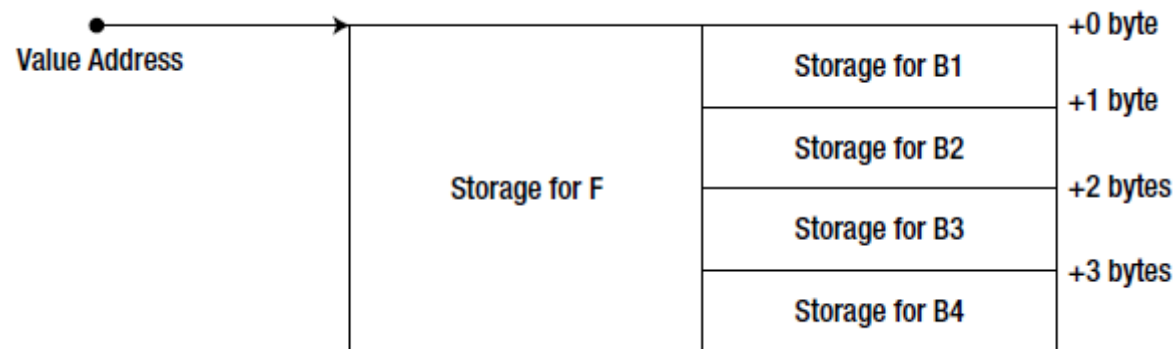 +0 byte
Value Address
Storage for B1
+1 byte
Storage for B2
Storage for F
+2 bytes
Storage for B3
+3 bytes
Storage for B4